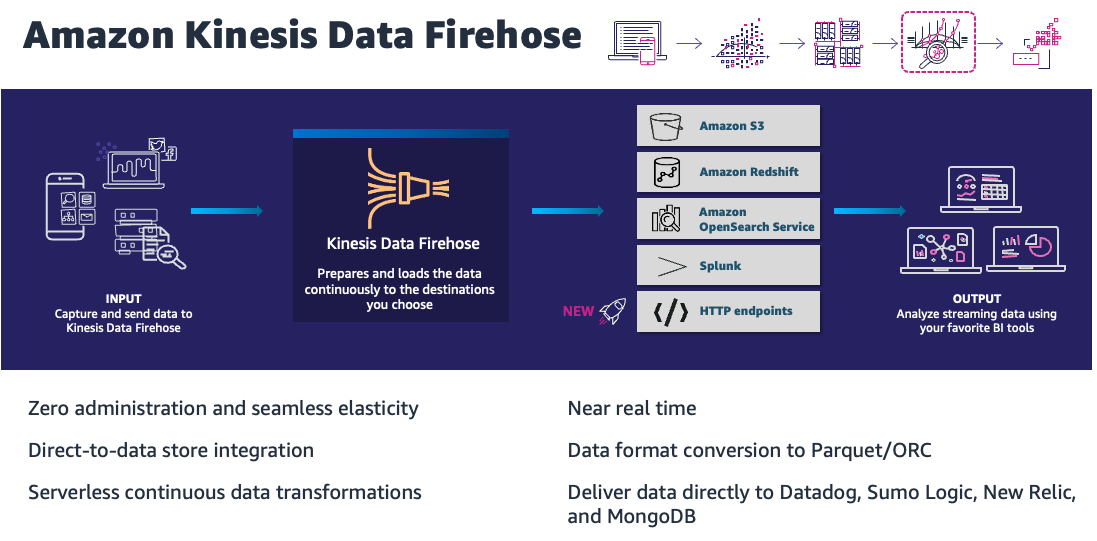 Amazon Kinesis Data Firehose
INPUT
Capture and send data to
Kinesis Data Firehose
Kinesis Data Firehose
Prepares and loads the data
continuously to the destinations
you choose
Amazon S3
Amazon Redshift
Amazon
OpenSearch Service
Splunk
NEW
HTTP endpoints
OUTPUT
Analyze streaming data using
your favorite BI tools
Zero administration and seamless elasticity
Direct-to-data store integration
Serverless continuous data transformations
Near real time
Data format conversion to Parquet/ORC
Deliver data directly to Datadog, Sumo Logic, New Relic,
and MongoDB